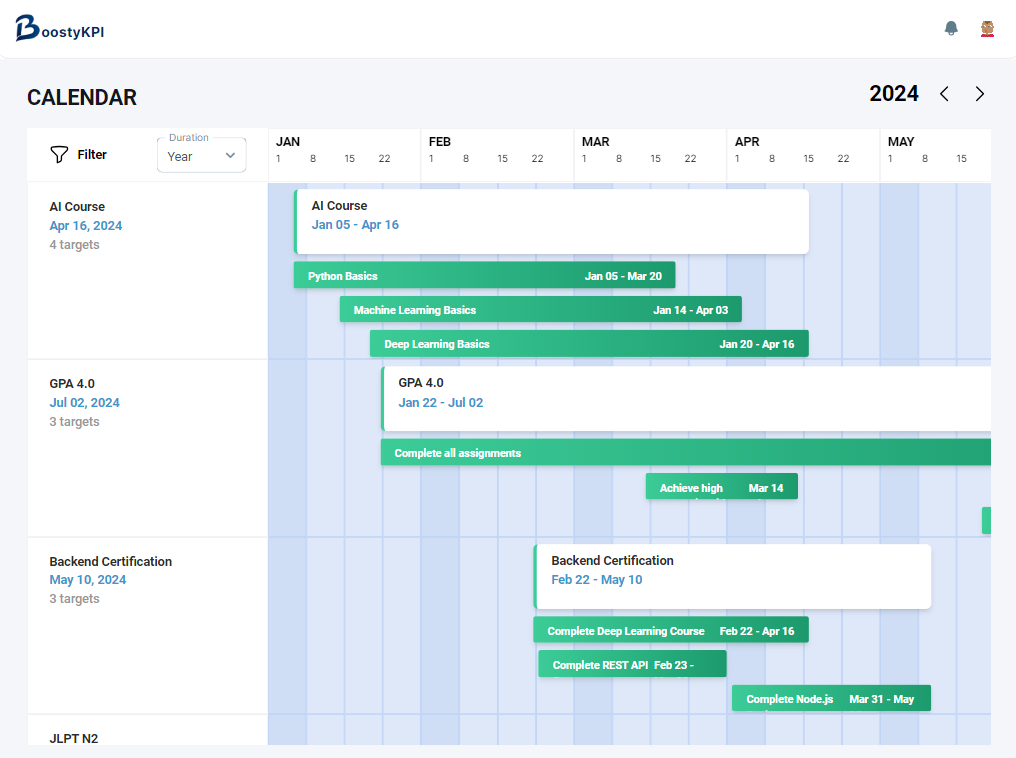 BoostyKPI
CALENDAR
2024
Filter
Duration
Year
JAN FEB MAR APR MAY
1 8 15 22 1 8 15 22 1 8 15 22 1 8 15 22 1 8 15
AI Course
Apr 16, 2024
4 targets
AI Course
Jan 05 - Apr 16
Python Basics Jan 05 - Mar 20
Machine Learning Basics Jan 14 - Apr 03
Deep Learning Basics Jan 20 - Apr 16
GPA 4.0
Jul 02, 2024
3 targets
GPA 4.0
Jan 22 - Jul 02
Complete all assignments
Achieve high Mar 14
Backend Certification
May 10, 2024
3 targets
Backend Certification
Feb 22 - May 10
Complete Deep Learning Course Feb 22 - Apr 16
Complete REST API Feb 23 -
Complete Node.js Mar 31 - May
JLPT N2